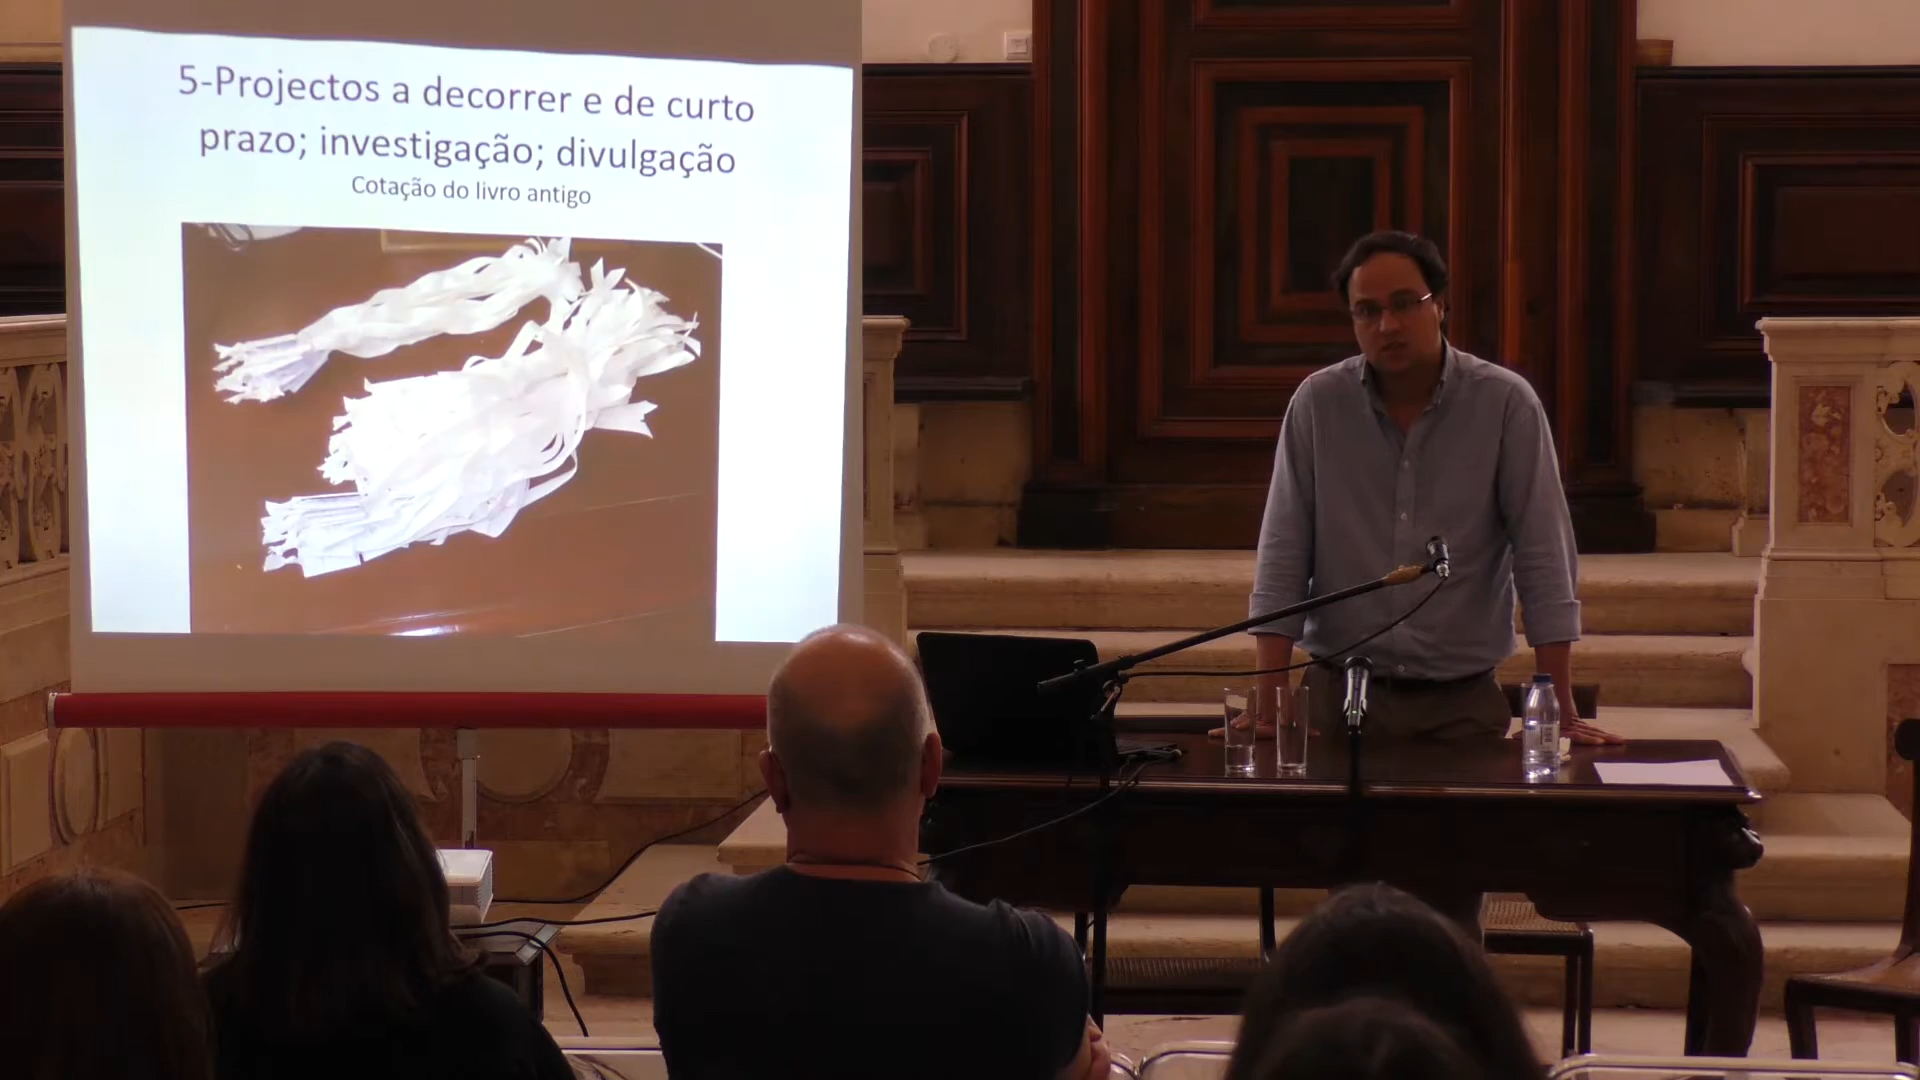 5-Projectos a decorrer e de curto
prazo; investigação; divulgação
Cotação do livro antigo